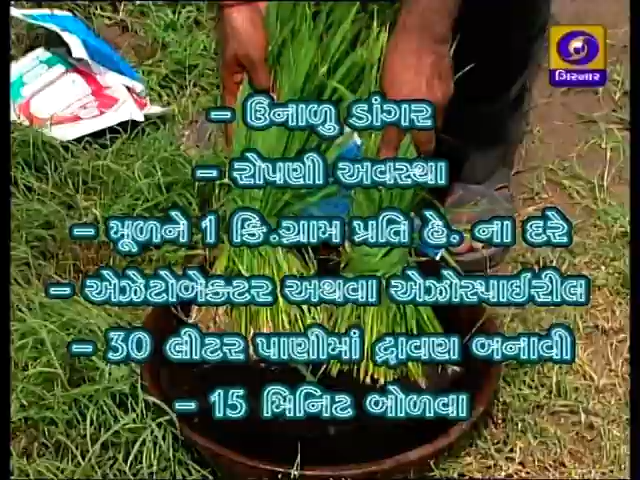 ગિરનાર
- ઉનાળુ ડાંગર
- રોપણી અવસ્થા
- મૂળને 1 કિ.ગ્રામ પ્રતિ હે. ના દરે
- એઝેટોબેક્ટર અથવા એઝોસ્પાઈરીલ
- 30 લીટર પાણીમાં દ્રાવણ બનાવી
- 15 મિનિટ બોળવા